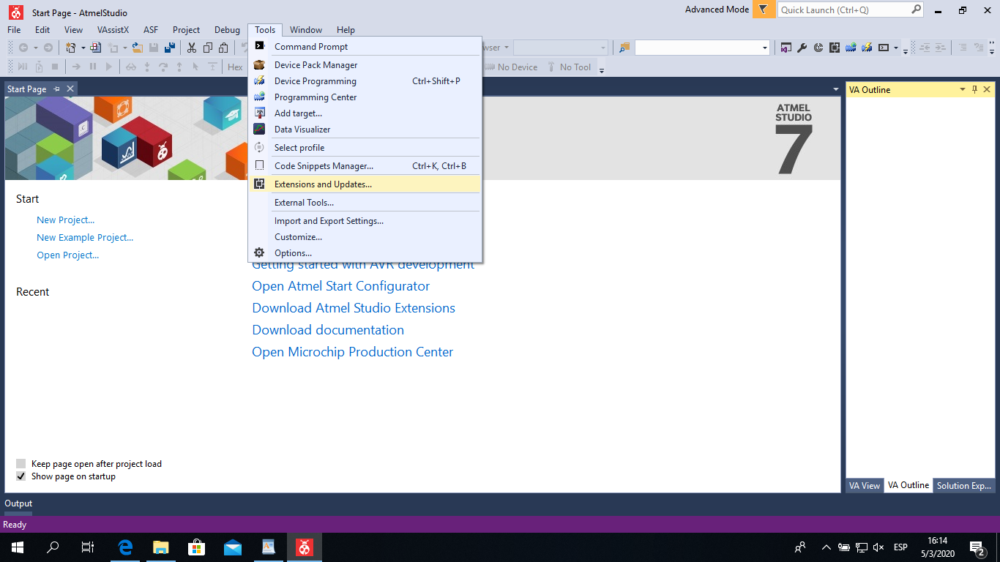 Start Page - AtmelStudio
Advanced Mode
Quick Launch (Ctrl+Q)
File Edit View VAssistX ASF Project Debug Tools Window Help
Hex
No Device
No Tool
Command Prompt
Device Pack Manager
Device Programming Ctrl+Shift+P
Programming Center
Add target...
Data Visualizer
Select profile
Code Snippets Manager... Ctrl+K, Ctrl+B
Extensions and Updates...
External Tools...
Import and Export Settings...
Customize...
Options...
Start Page
VA Outline
ATMEL
STUDIO
7
Start
New Project...
New Example Project...
Open Project...
Recent
Getting started with AVR development
Open Atmel Start Configurator
Download Atmel Studio Extensions
Download documentation
Open Microchip Production Center
Keep page open after project load
Show page on startup
VA View VA Outline Solution Exp...
Output
Ready
ESP
16:14
5/3/2020
2